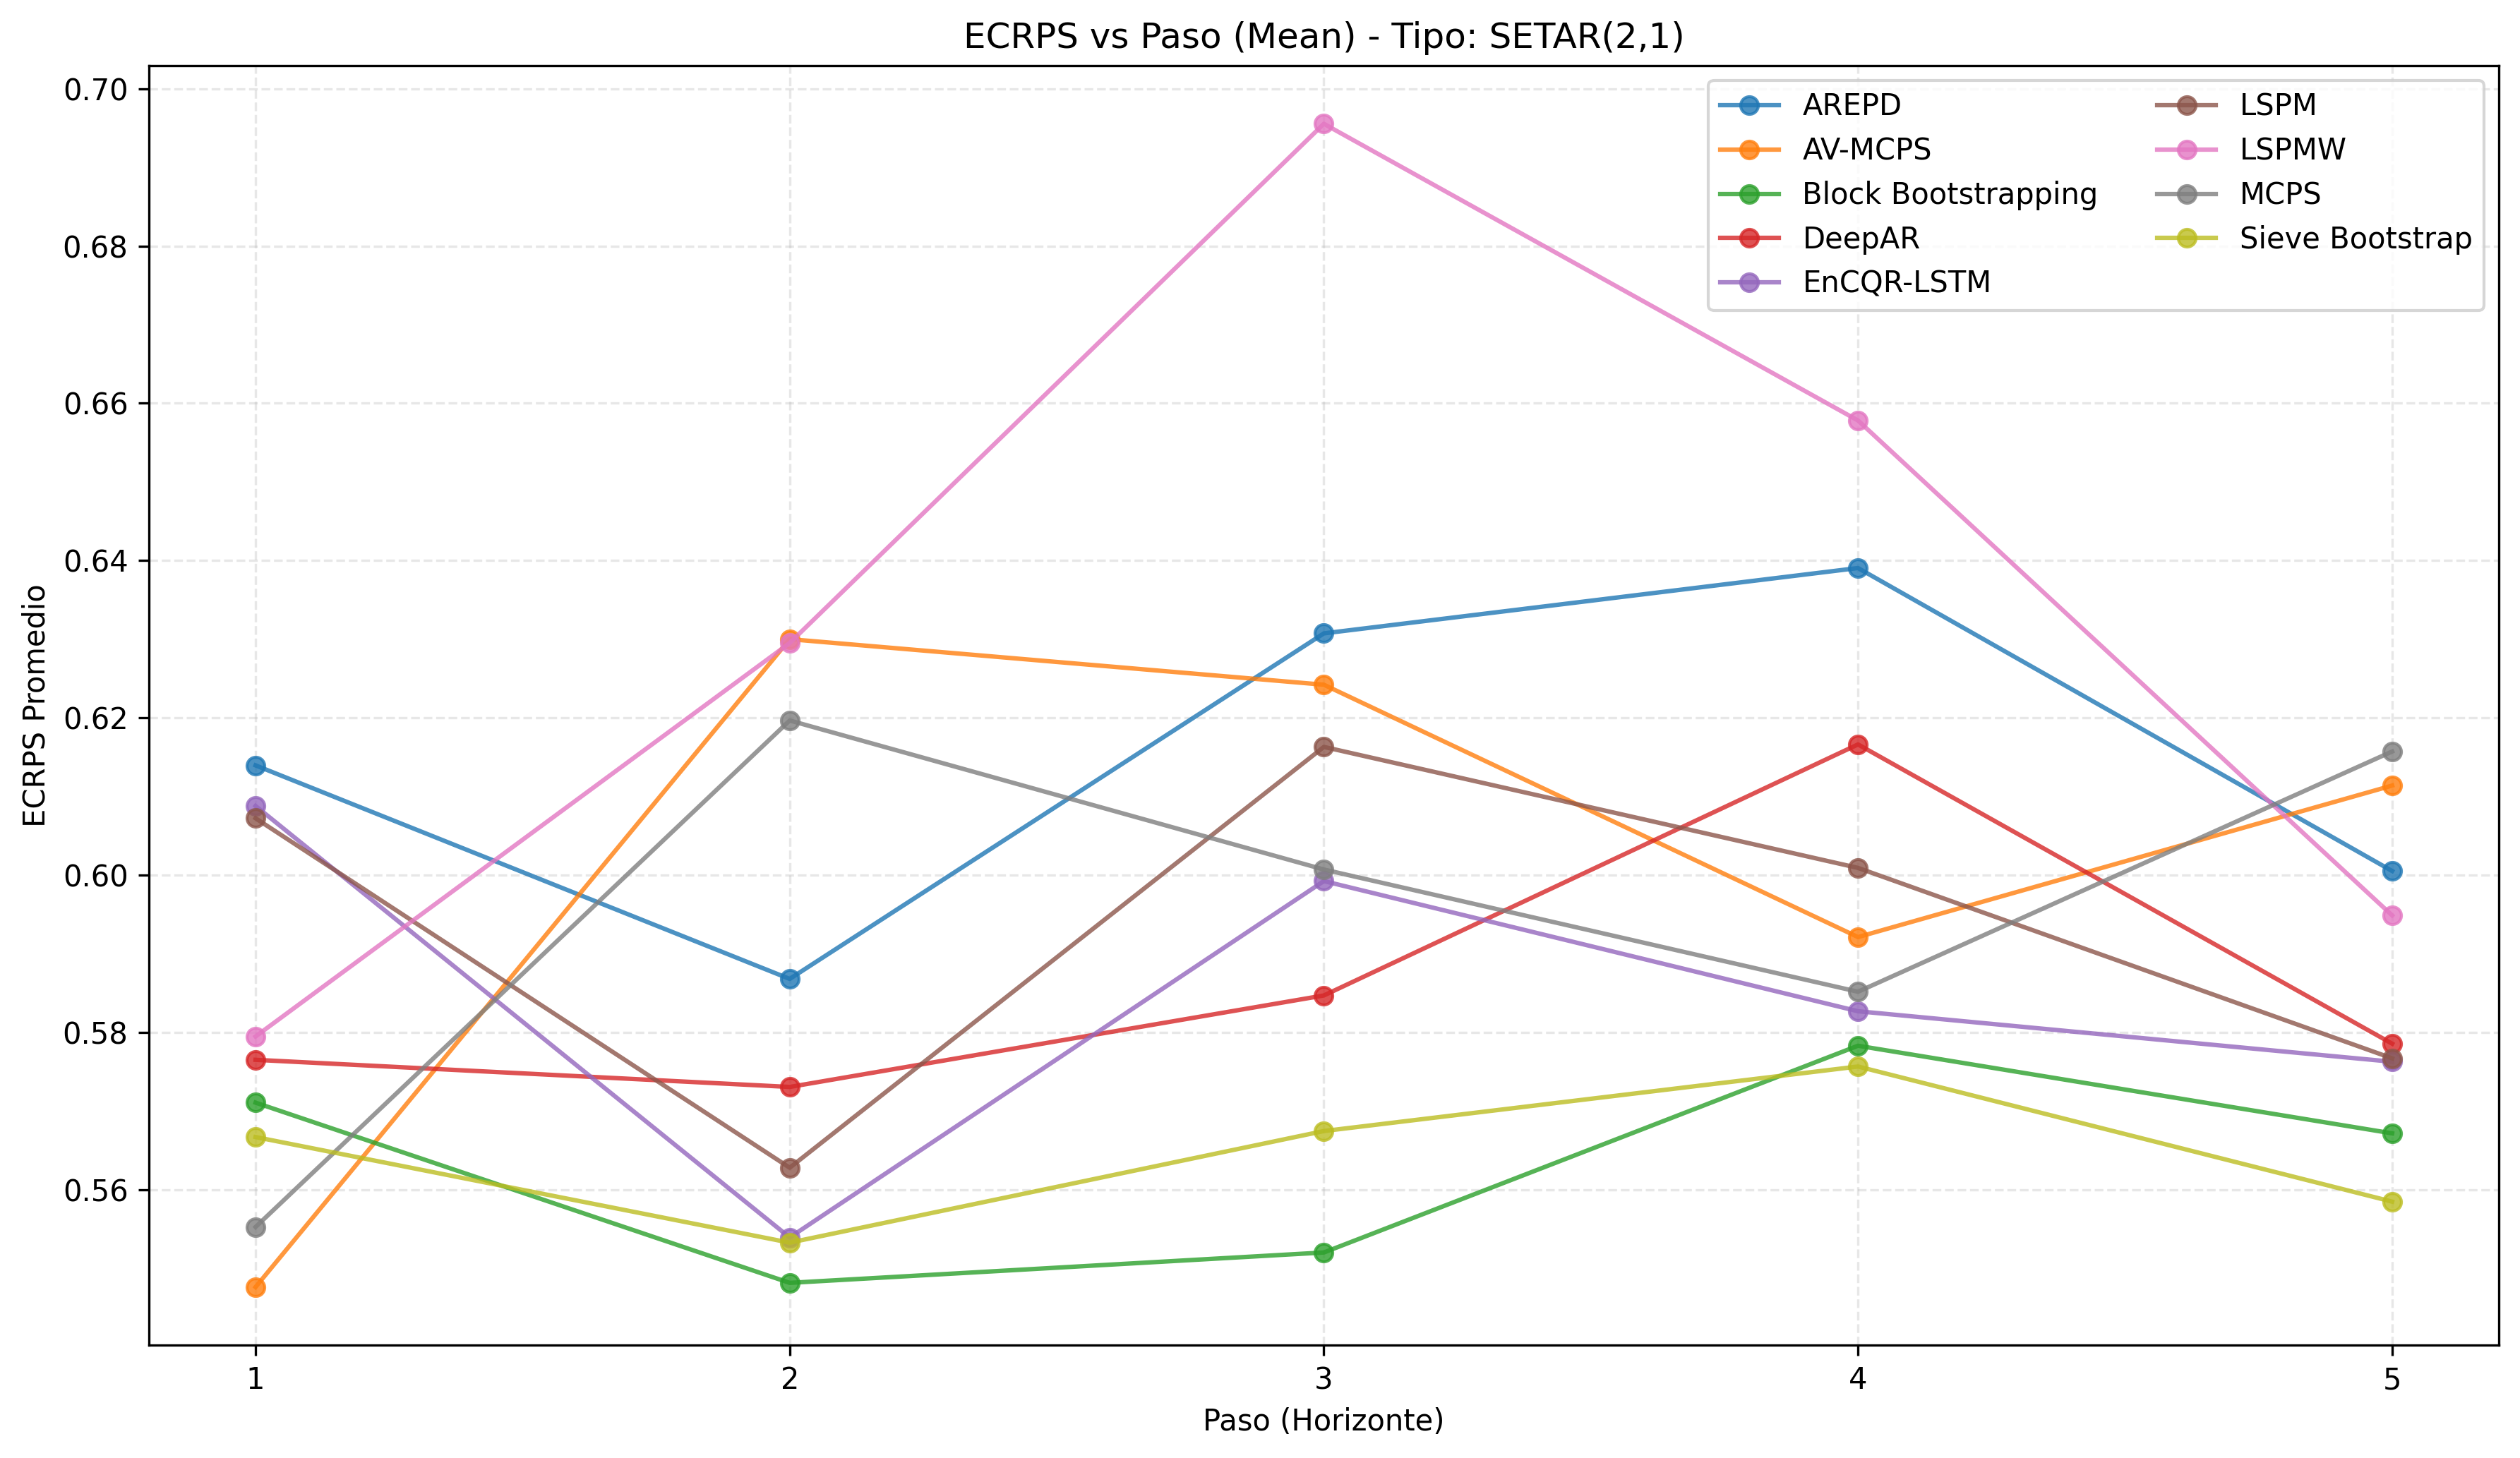 ECRPS vs Paso (Mean) - Tipo: SETAR(2,1)
AREPD
AV-MCPS
Block Bootstrapping
DeepAR
EnCQR-LSTM
LSPM
LSPMW
MCPS
Sieve Bootstrap
ECRPS Promedio
0.70
0.68
0.66
0.64
0.62
0.60
0.58
0.56
1 2 3 4 5
Paso (Horizonte)